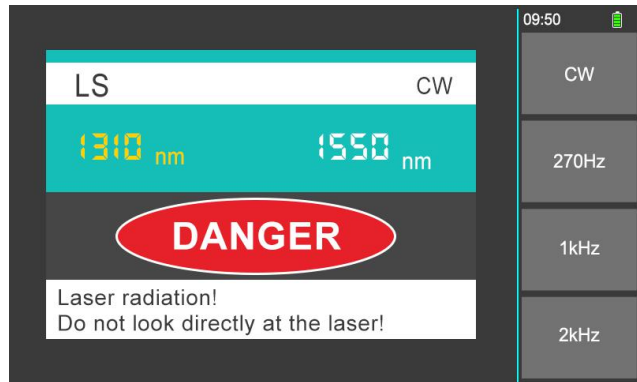 09:50
LS CW
1310 nm 1550 nm
DANGER
Laser radiation!
Do not look directly at the laser!
CW
270Hz
1kHz
2kHz